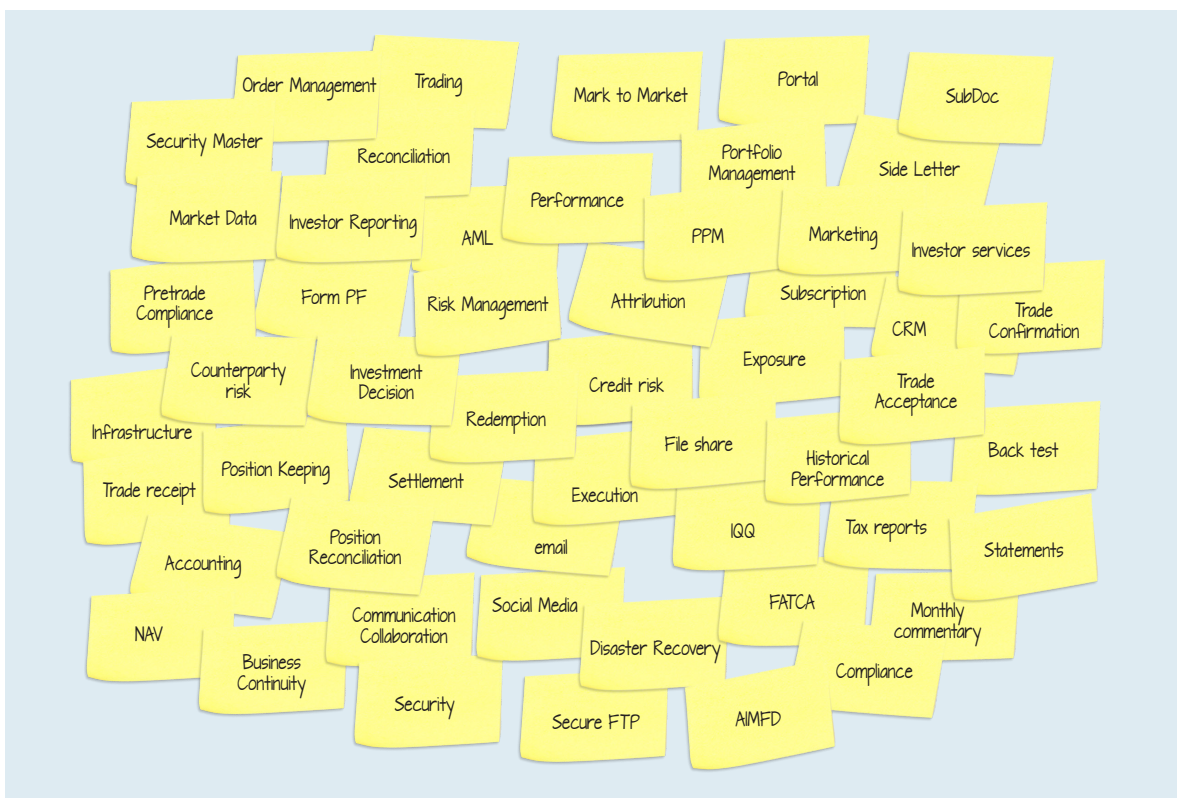 Order Management
Trading
Mark to Market
Portal
SubDoc
Security Master
Reconciliation
Portfolio
Management
Side Letter
Market Data
Investor Reporting
AML
Performance
PPM
Marketing
Investor services
Pretrade
Compliance
Form PF
Risk Management
Attribution
Subscription
CRM
Trade
Confirmation
Counterparty
risk
Investment
Decision
Credit risk
Exposure
Trade
Acceptance
Infrastructure
Redemption
File share
Historical
Performance
Back test
Trade receipt
Position Keeping
Settlement
Execution
IQQ
Tax reports
Statements
Accounting
Position
Reconciliation
email
NAV
Communication
Collaboration
Social Media
FATCA
Monthly
commentary
Business
Continuity
Disaster Recovery
Compliance
Security
Secure FTP
AIMFD